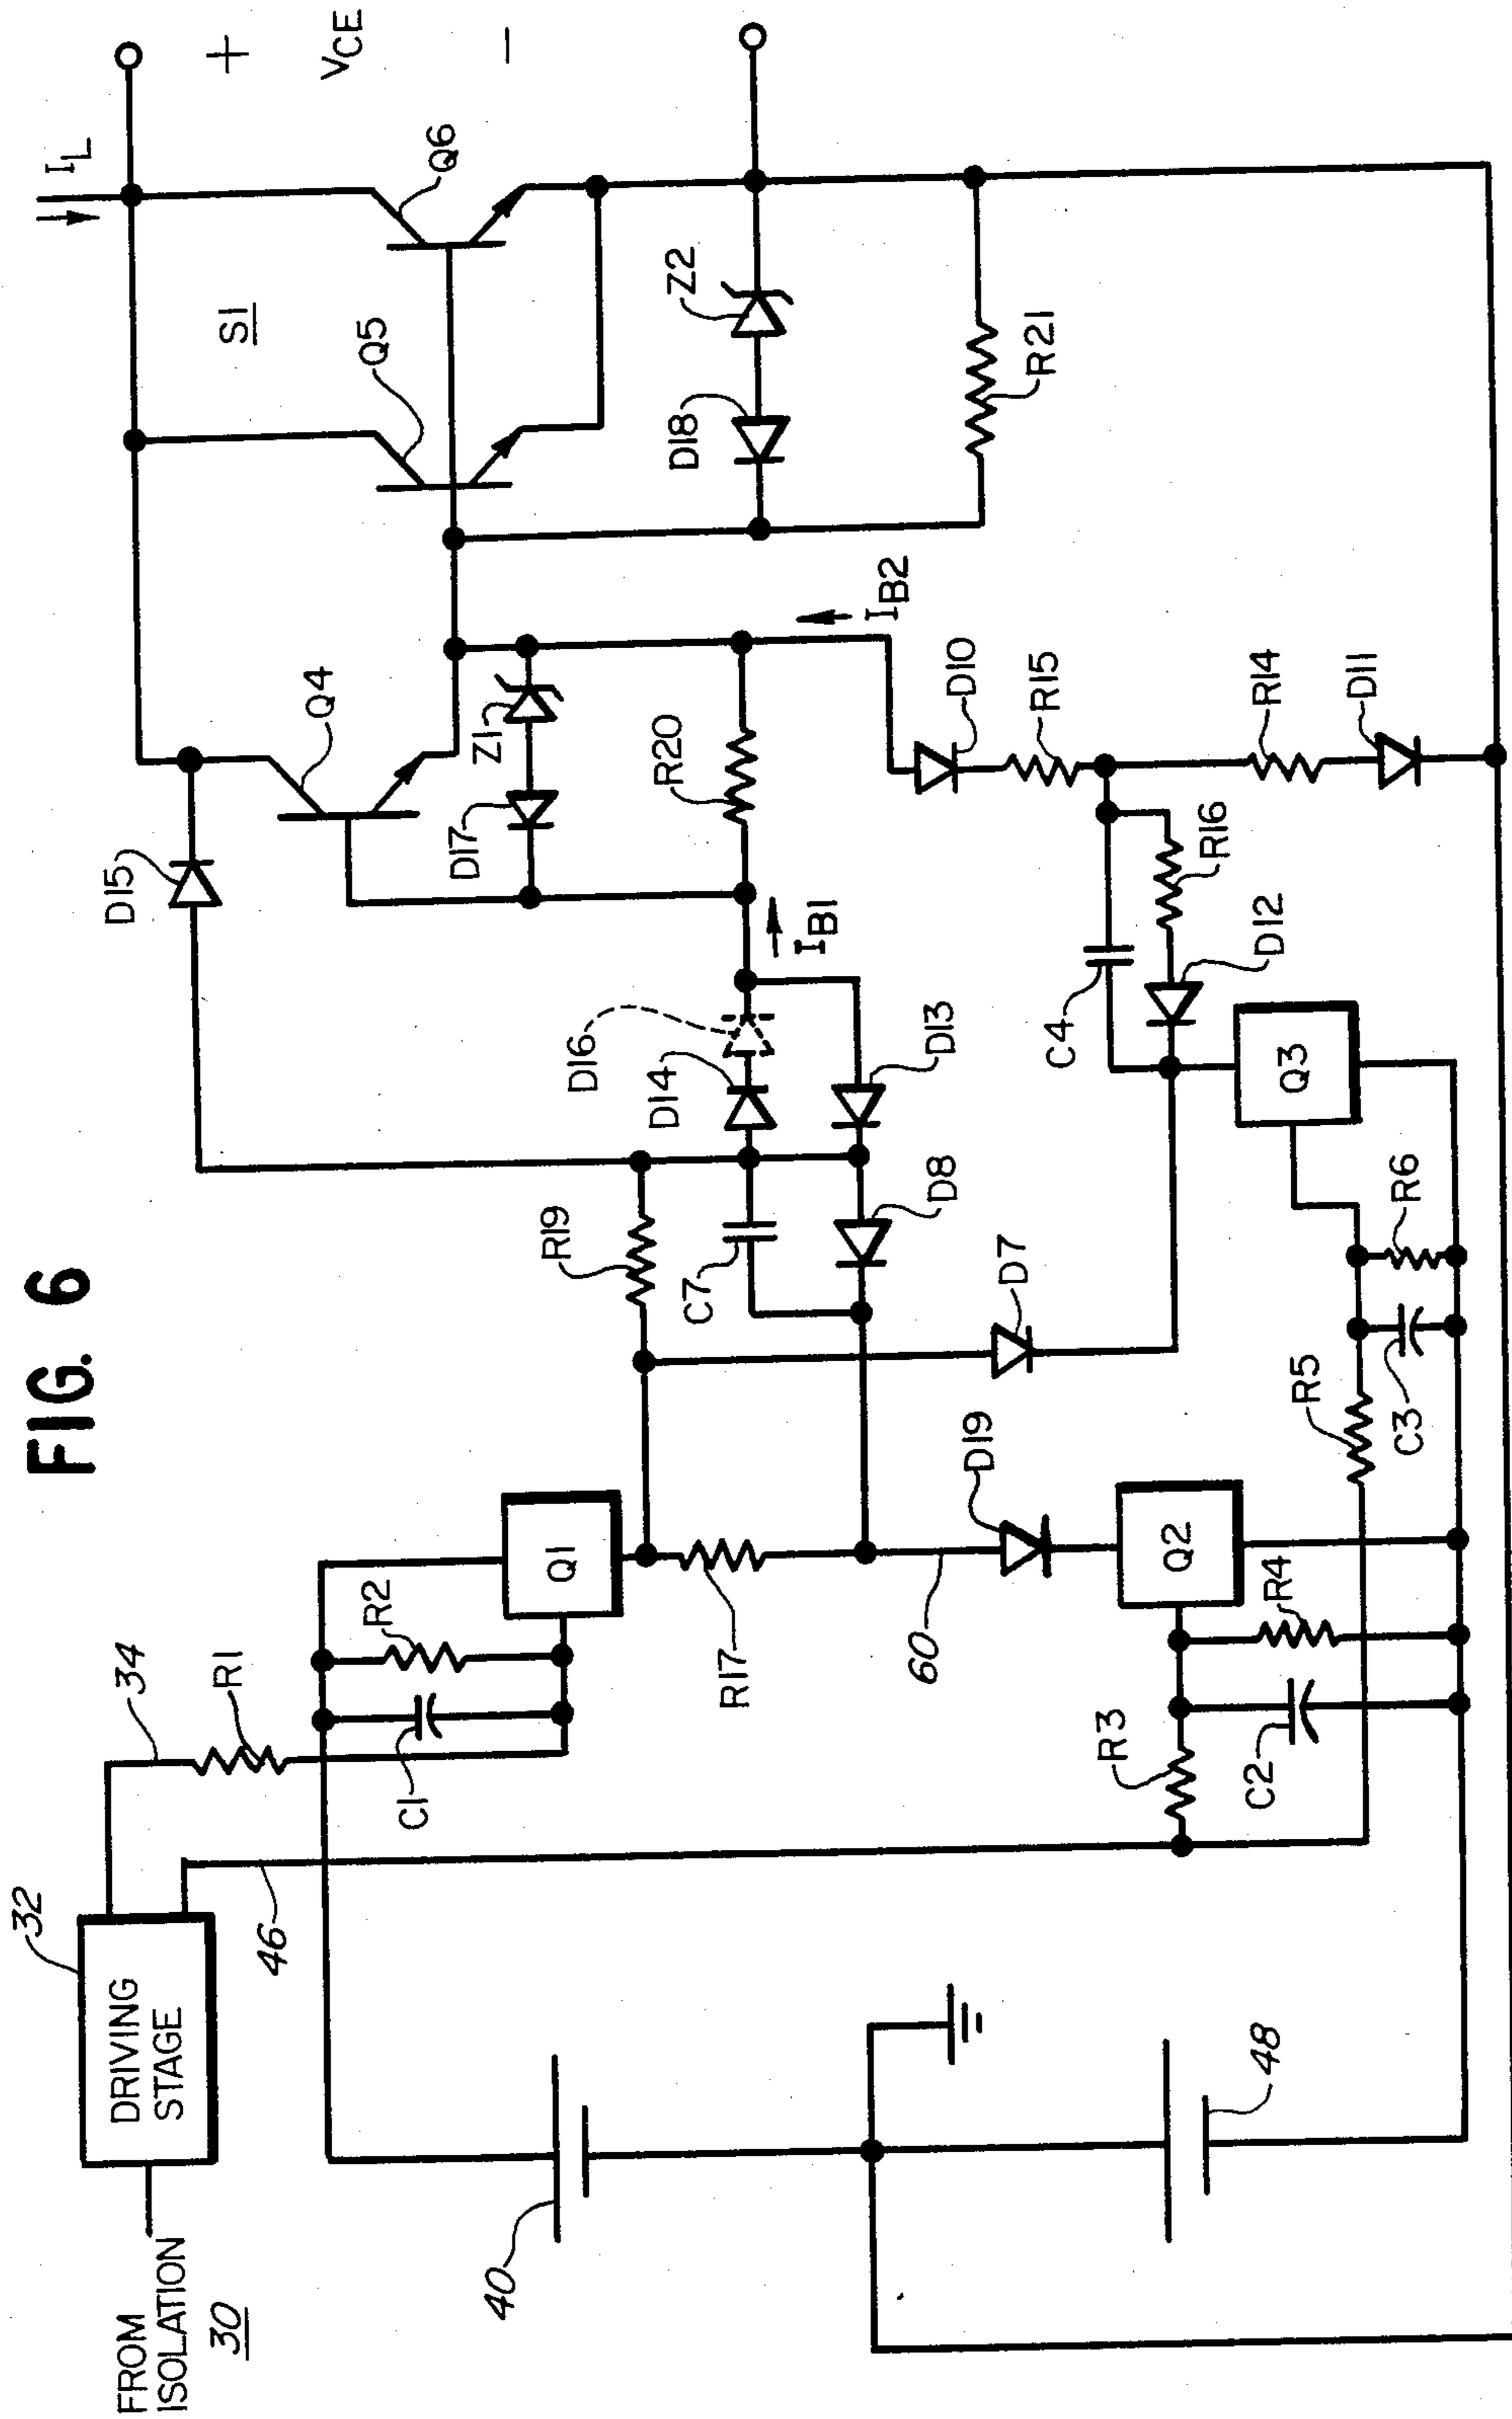 FIG. 6
FROM
ISOLATION
30
DRIVING
STAGE
32
34
R1
46
C1
R2
Q1
40
48
R17
60
D19
Q2
R3
R4
C2
R5
C3
R6
Q3
D7
R19
C7
D8
D14
D16
D13
D15
IB1
C4
D12
R16
R14
D11
R15
D10
IB2
R20
D17
Z1
Q4
Q5
Q6
S1
D18
Z2
R21
IL
+
VCE
−